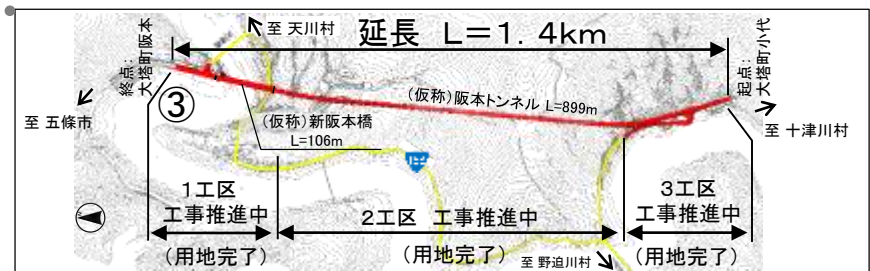 至 天川村
延長 L=1.4km
終点:
大塔町阪本
起点:
大塔町小代
③
至 五條市
(仮称)阪本トンネル L=899m
(仮称)新阪本橋
L=106m
至 十津川村
168
1工区
工事推進中
(用地完了)
2工区 工事推進中
(用地完了)
3工区
工事推進中
(用地完了)
至 野迫川村